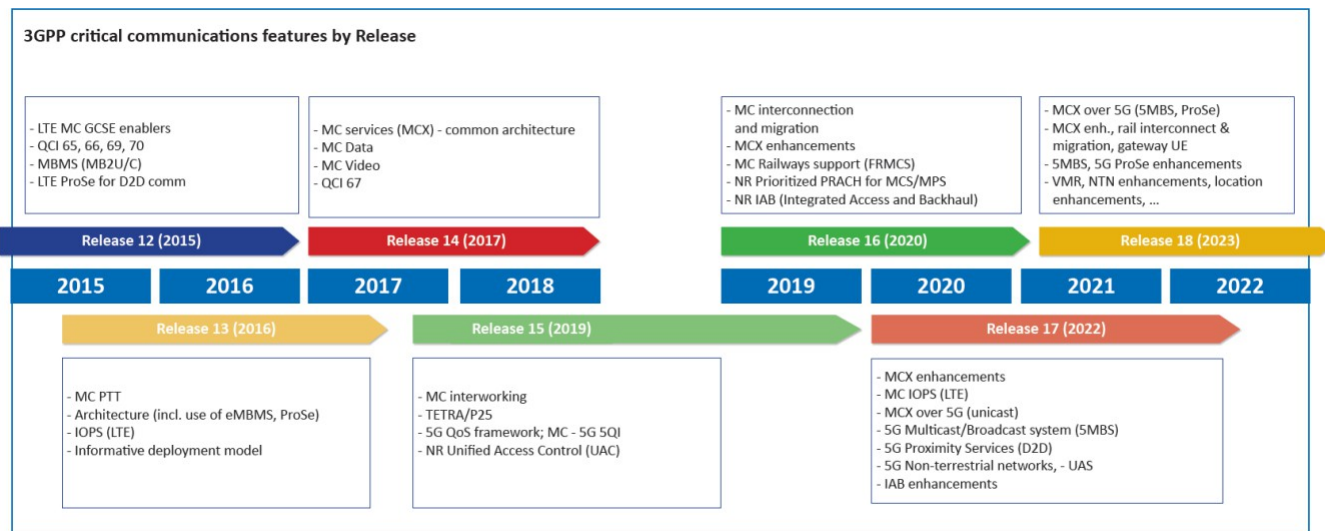 3GPP critical communications features by Release
- LTE MC GCSE enablers
- QCI 65, 66, 69, 70
- MBMS (MB2U/C)
- LTE ProSe for D2D comm
- MC services (MCX) - common architecture
- MC Data
- MC Video
- QCI 67
- MC interconnection
and migration
- MCX enhancements
- MC Railways support (FRMCS)
- NR Prioritized PRACH for MCS/MPS
- NR IAB (Integrated Access and Backhaul)
- MCX over 5G (5MBS, ProSe)
- MCX enh., rail interconnect &
migration, gateway UE
- 5MBS, 5G ProSe enhancements
- VMR, NTN enhancements, location
enhancements, ...
Release 12 (2015)
Release 14 (2017)
Release 16 (2020)
Release 18 (2023)
2015
2016
2017
2018
2019
2020
2021
2022
Release 13 (2016)
Release 15 (2019)
Release 17 (2022)
- MC PTT
- Architecture (incl. use of eMBMS, ProSe)
- IOPS (LTE)
- Informative deployment model
- MC interworking
- TETRA/P25
- 5G QoS framework; MC - 5G 5QI
- NR Unified Access Control (UAC)
- MCX enhancements
- MC IOPS (LTE)
- MCX over 5G (unicast)
- 5G Multicast/Broadcast system (5MBS)
- 5G Proximity Services (D2D)
- 5G Non-terrestrial networks, - UAS
- IAB enhancements